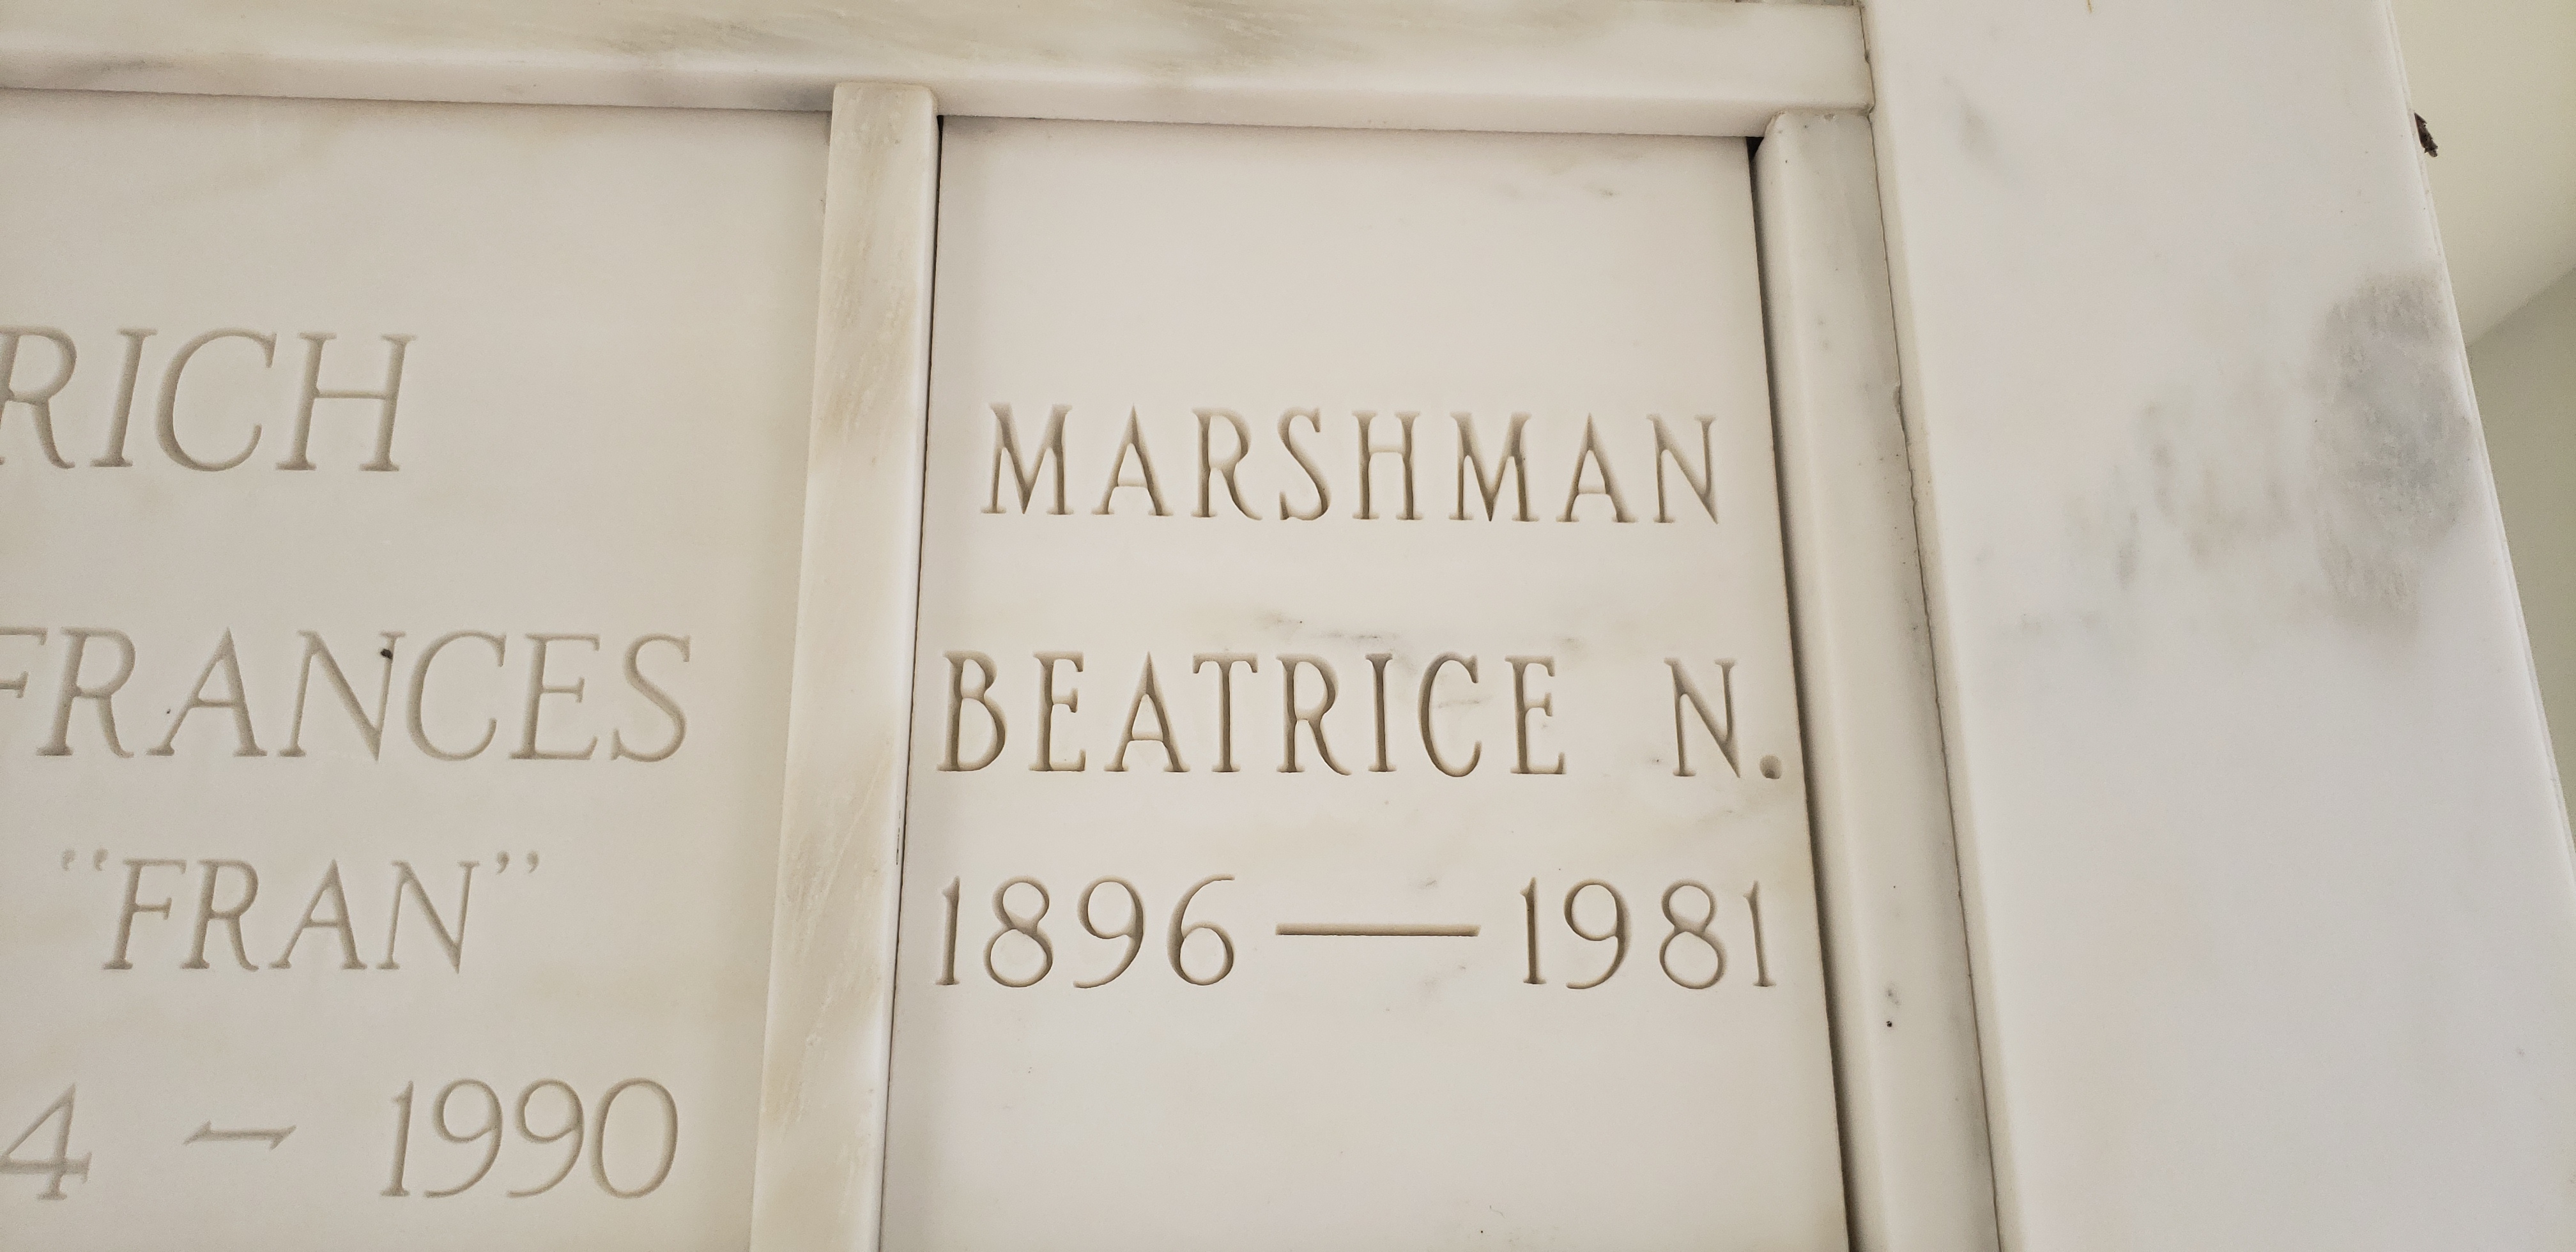 RICH
FRANCES
"FRAN"
4 – 1990
MARSHMAN
BEATRICE N.
1896—1981